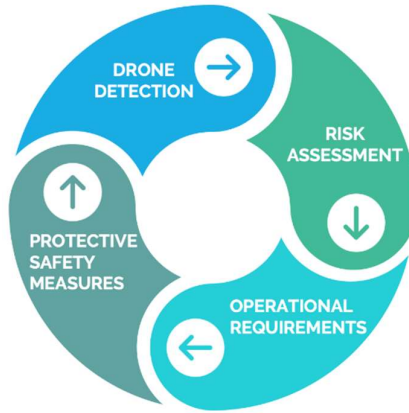 DRONE
DETECTION
RISK
ASSESSMENT
OPERATIONAL
REQUIREMENTS
PROTECTIVE
SAFETY
MEASURES